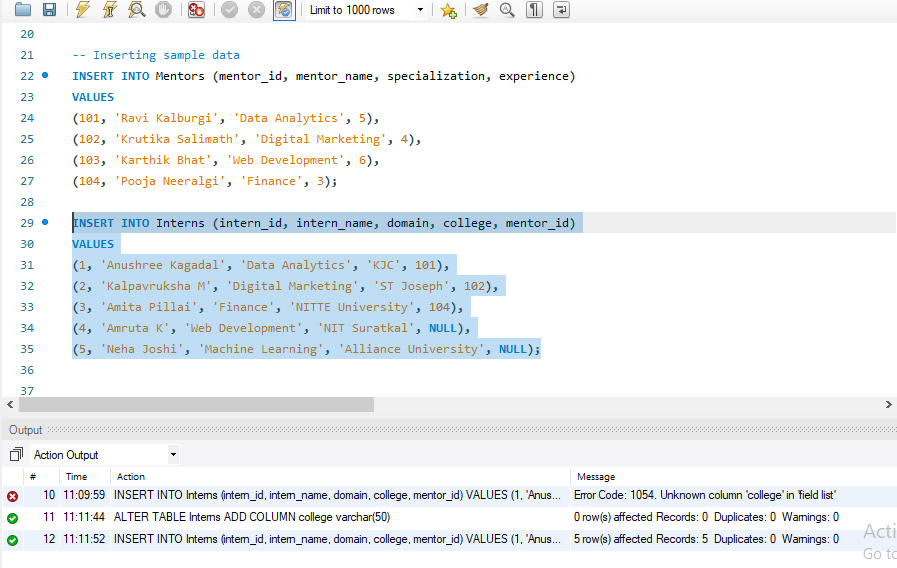 Limit to 1000 rows
20
21 -- Inserting sample data
22 INSERT INTO Mentors (mentor_id, mentor_name, specialization, experience)
23 VALUES
24 (101, 'Ravi Kalburgi', 'Data Analytics', 5),
25 (102, 'Krutika Salimath', 'Digital Marketing', 4),
26 (103, 'Karthik Bhat', 'Web Development', 6),
27 (104, 'Pooja Neeralgi', 'Finance', 3);
28
29 INSERT INTO Interns (intern_id, intern_name, domain, college, mentor_id)
30 VALUES
31 (1, 'Anushree Kagadal', 'Data Analytics', 'KJC', 101),
32 (2, 'Kalpavruksha M', 'Digital Marketing', 'ST Joseph', 102),
33 (3, 'Amita Pillai', 'Finance', 'NITTE University', 104),
34 (4, 'Amruta K', 'Web Development', 'NIT Suratkal', NULL),
35 (5, 'Neha Joshi', 'Machine Learning', 'Alliance University', NULL);
36
37
Output
Action Output
# Time Action Message
10 11:09:59 INSERT INTO Interns (intern_id, intern_name, domain, college, mentor_id) VALUES (1, 'Anus... Error Code: 1054. Unknown column 'college' in 'field list'
11 11:11:44 ALTER TABLE Interns ADD COLUMN college varchar(50) 0 row(s) affected Records: 0 Duplicates: 0 Warnings: 0
12 11:11:52 INSERT INTO Interns (intern_id, intern_name, domain, college, mentor_id) VALUES (1, 'Anus... 5 row(s) affected Records: 5 Duplicates: 0 Warnings: 0
Acti
Go to